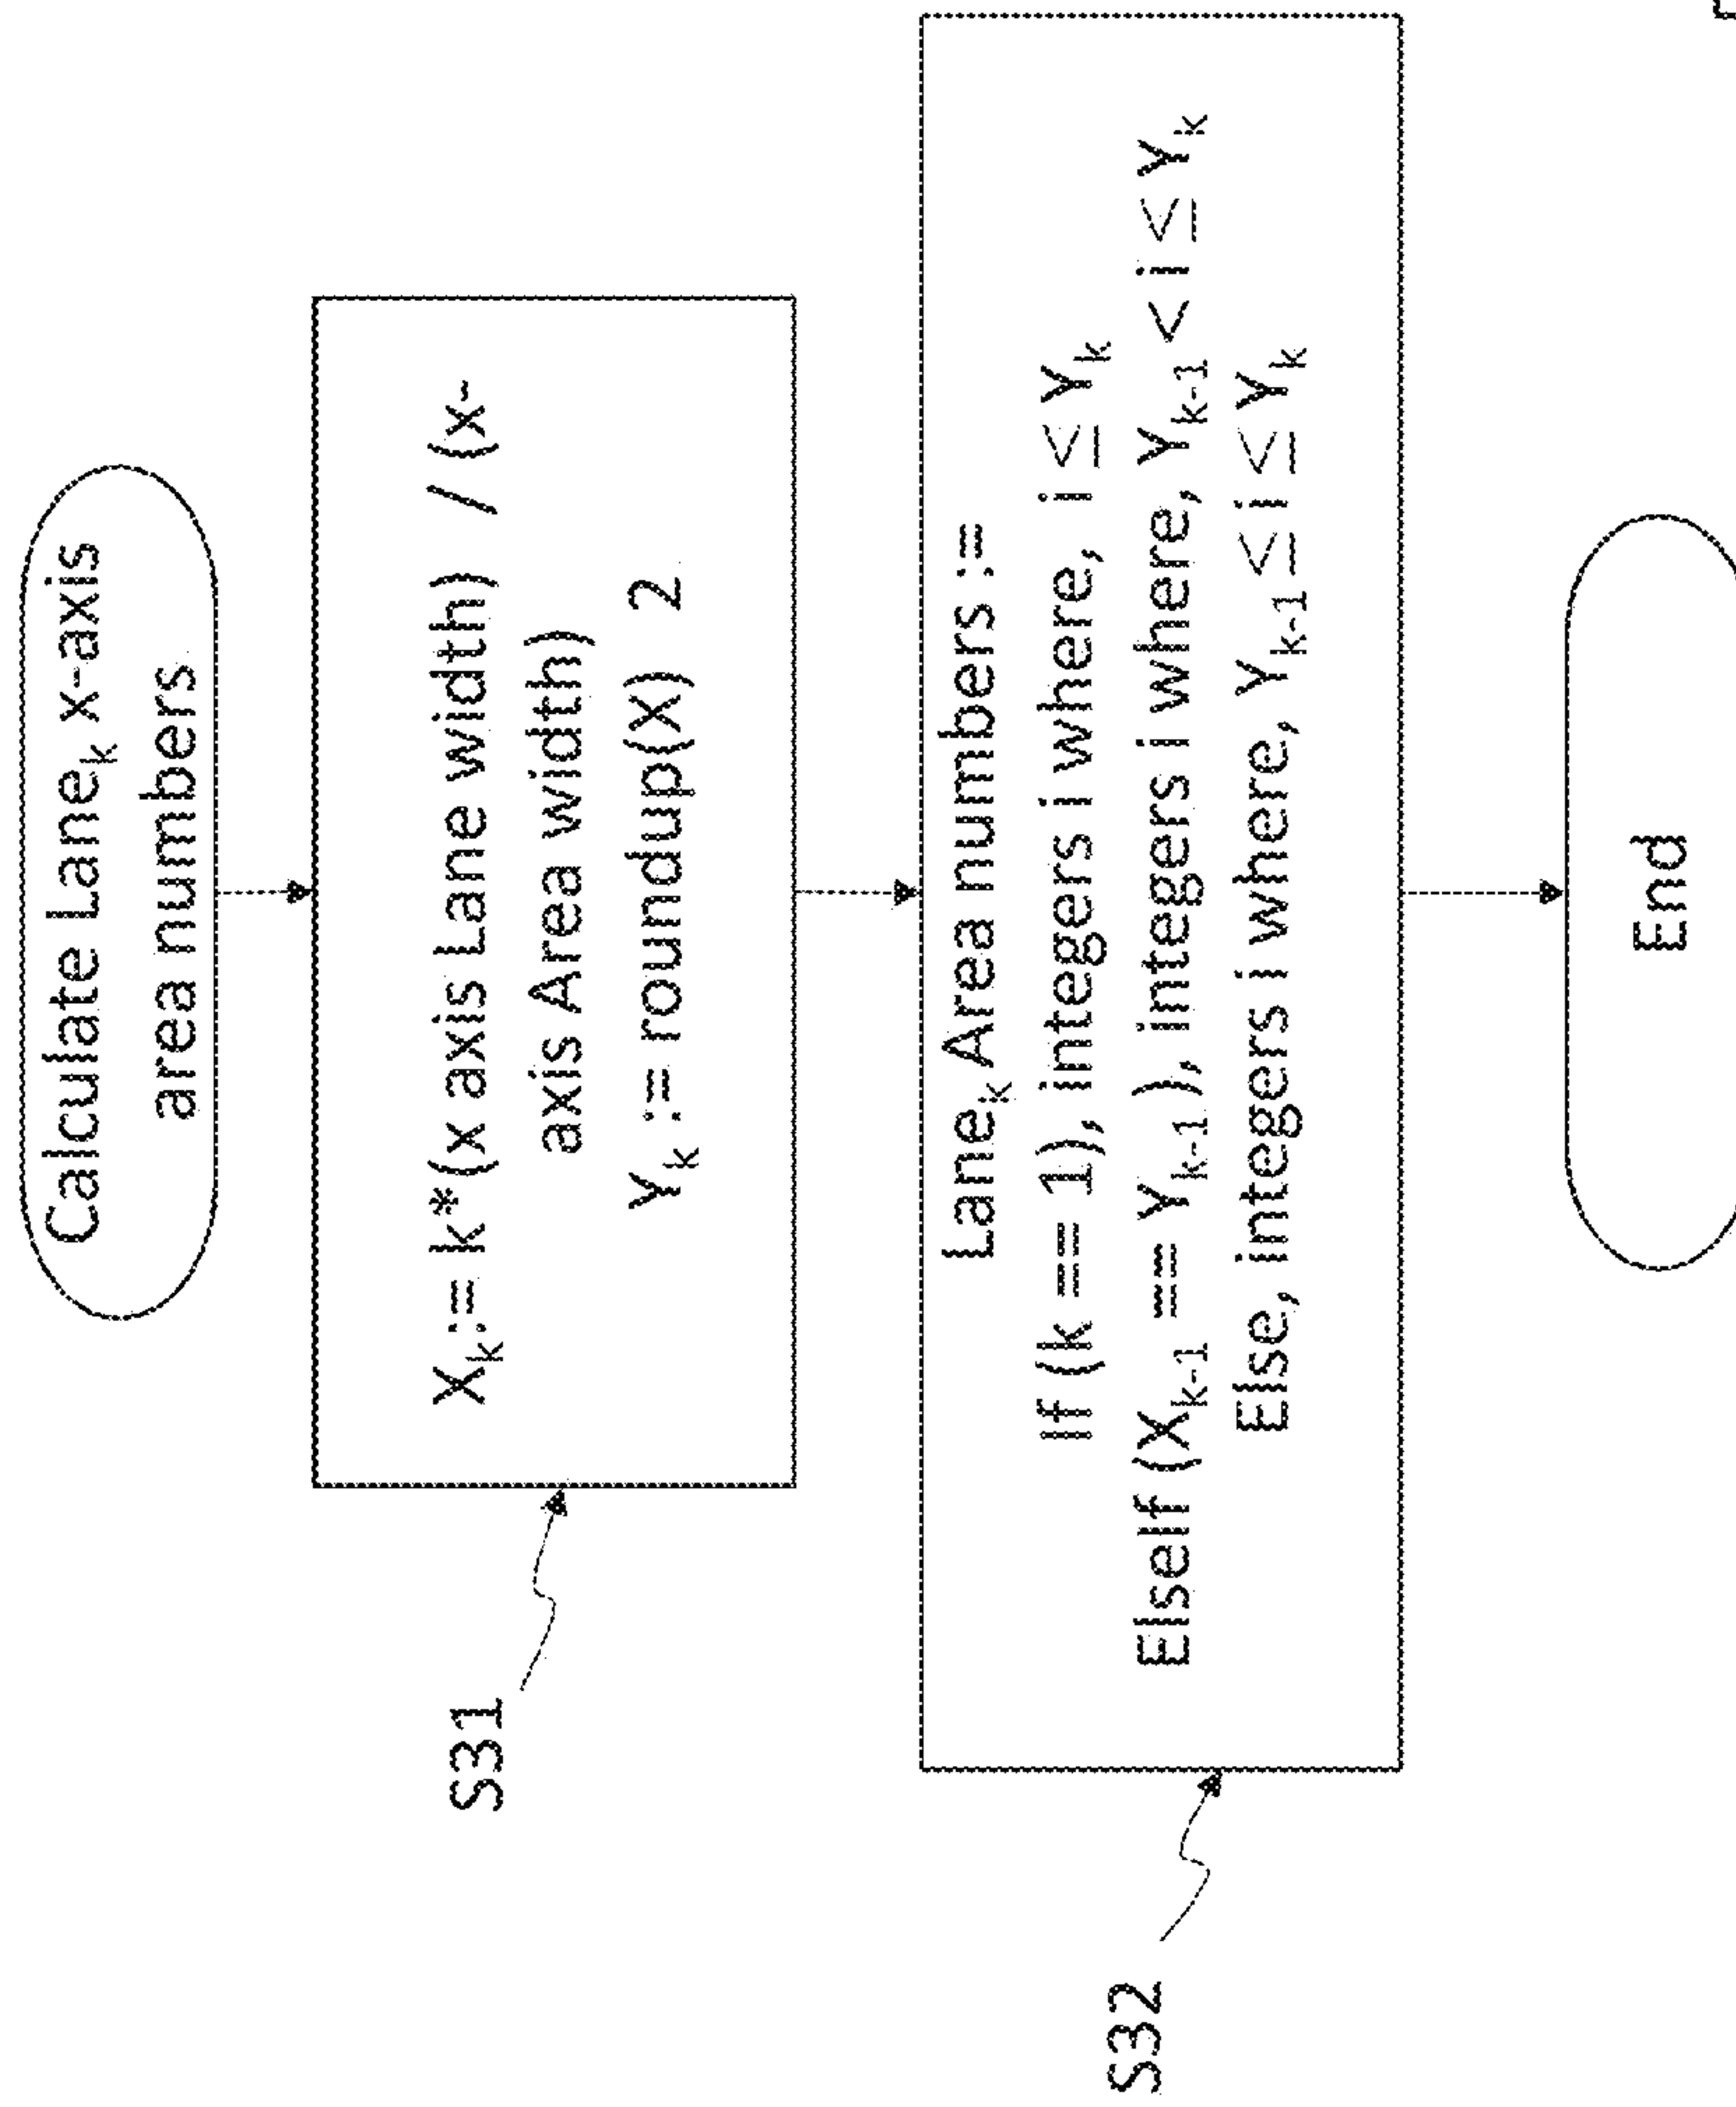 Calculate Laneₖ x-axis
area numbers
S31
Xₖ:= k*(x axis Lane width) / (x-
axis Area width)
Yₖ := roundup(X) 2
S32
Laneₖ Area numbers :=
If (k == 1), integers i where, i ≤ Yₖ
ElseIf (Xₖ₋₁ == Yₖ₋₁), integers i where, Yₖ₋₁ < i ≤ Yₖ
Else, integers i where, Yₖ₋₁ ≤ i ≤ Yₖ
End